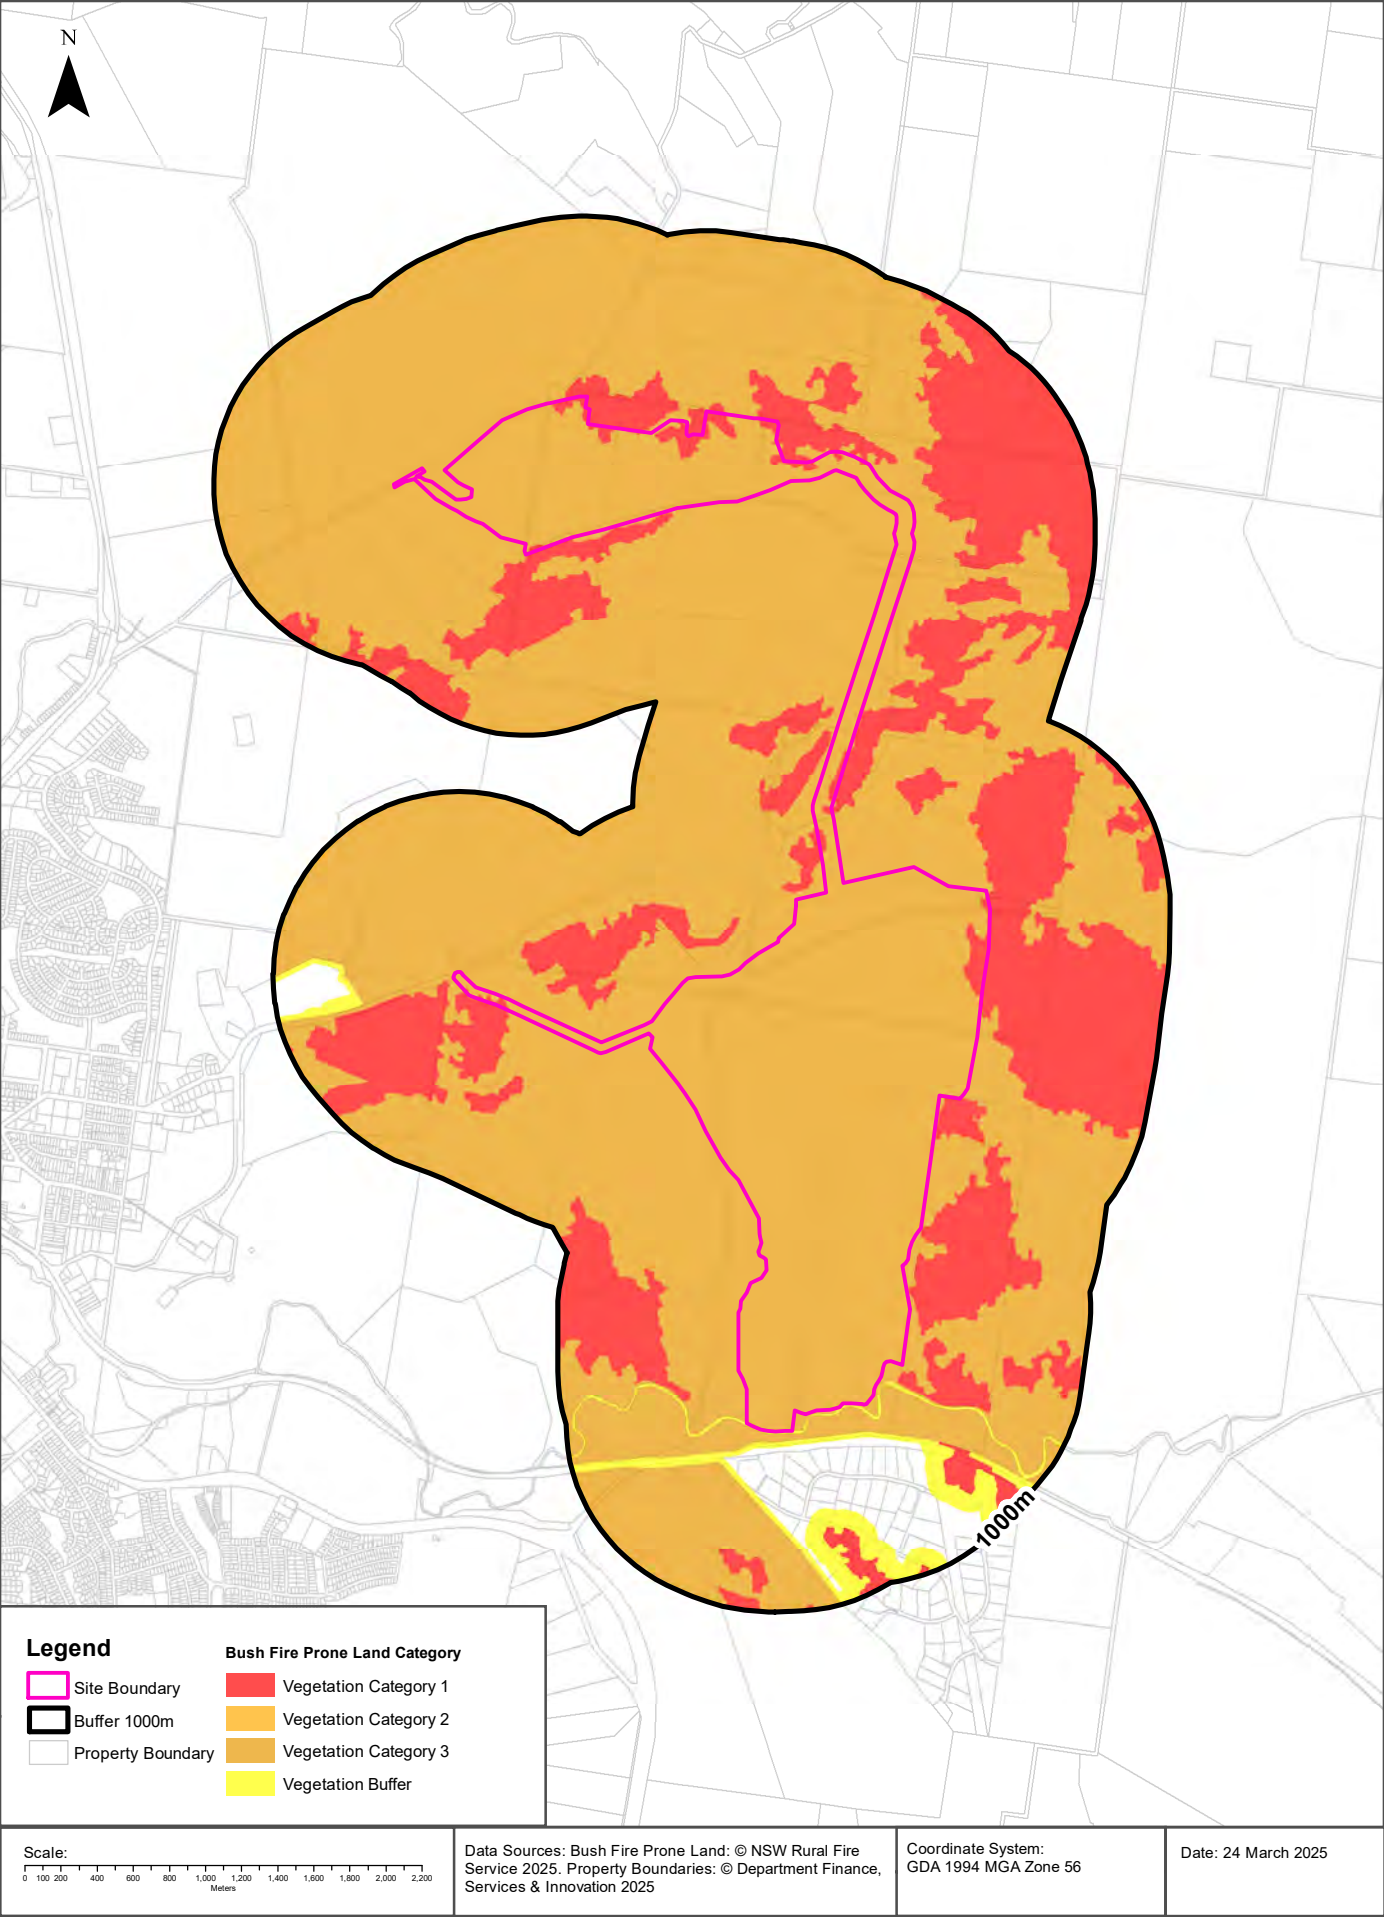 N
1000m
Legend
Site Boundary
Buffer 1000m
Property Boundary
Bush Fire Prone Land Category
Vegetation Category 1
Vegetation Category 2
Vegetation Category 3
Vegetation Buffer
Scale:
0 100 200 400 600 800 1,000 1,200 1,400 1,600 1,800 2,000 2,200
Meters
Data Sources: Bush Fire Prone Land: © NSW Rural Fire
Service 2025. Property Boundaries: © Department Finance,
Services & Innovation 2025
Coordinate System:
GDA 1994 MGA Zone 56
Date: 24 March 2025